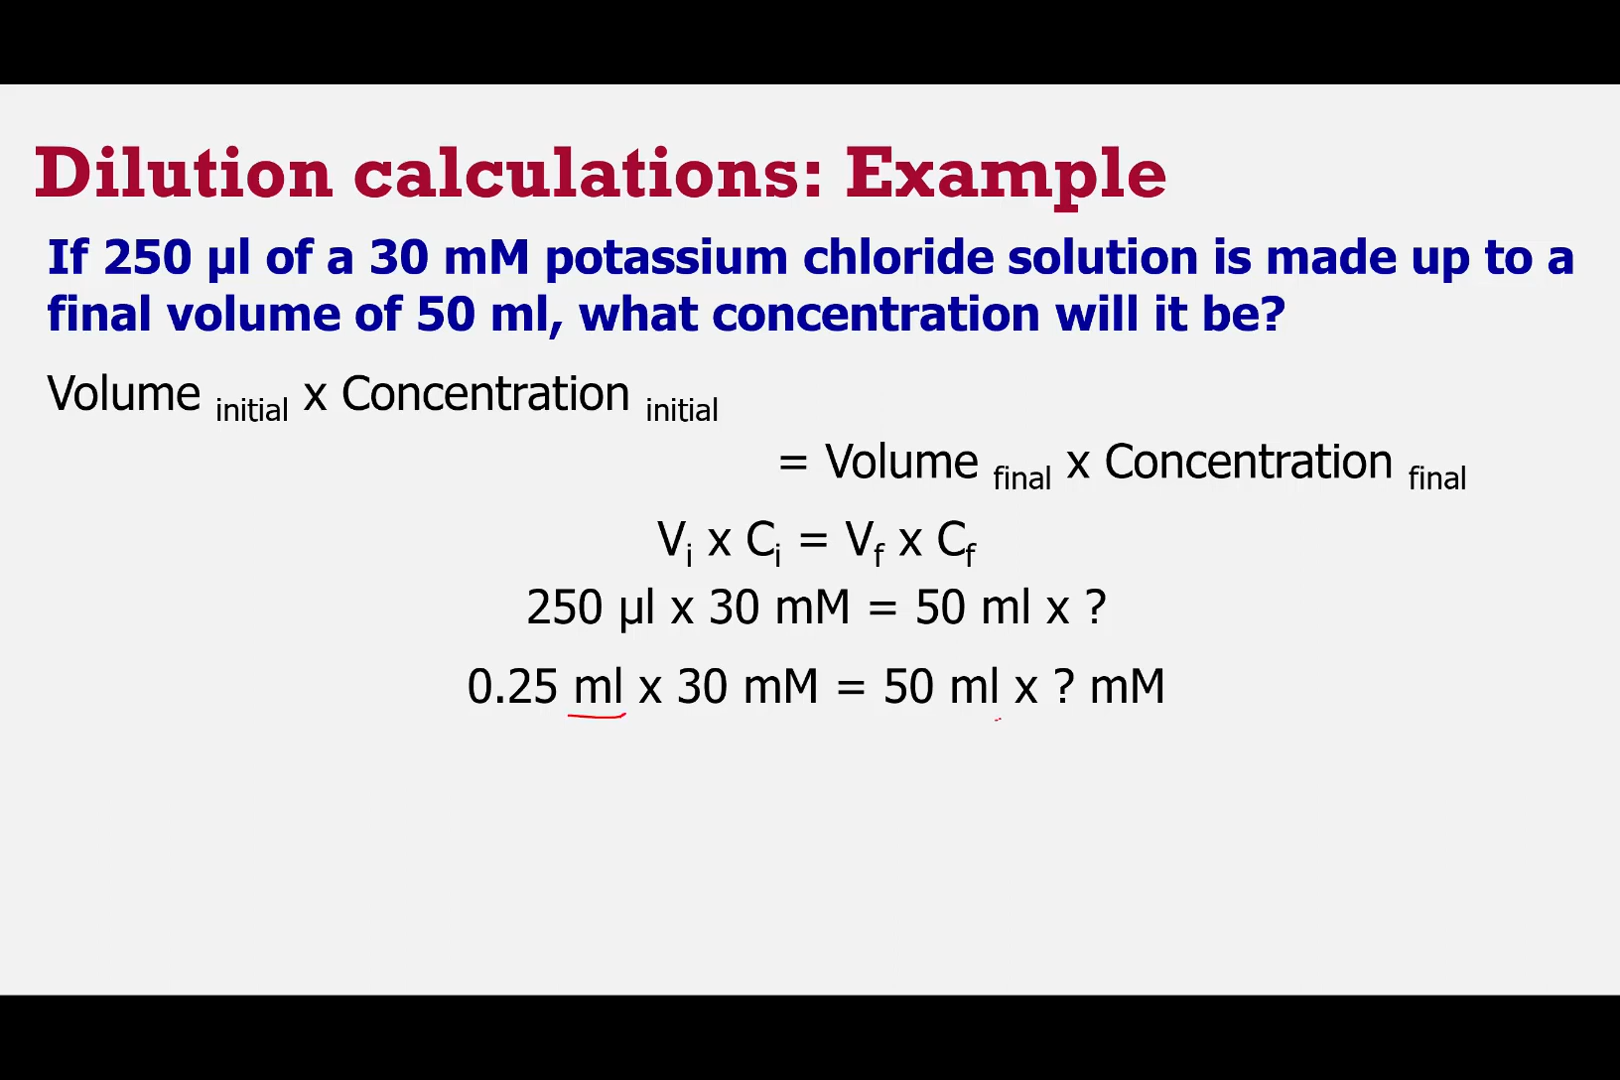 Dilution calculations: Example
If 250 µl of a 30 mM potassium chloride solution is made up to a
final volume of 50 ml, what concentration will it be?
Volume initial x Concentration initial
= Volume final x Concentration final
Vi x Ci = Vf x Cf
250 µl x 30 mM = 50 ml x ?
0.25 ml x 30 mM = 50 ml x ? mM